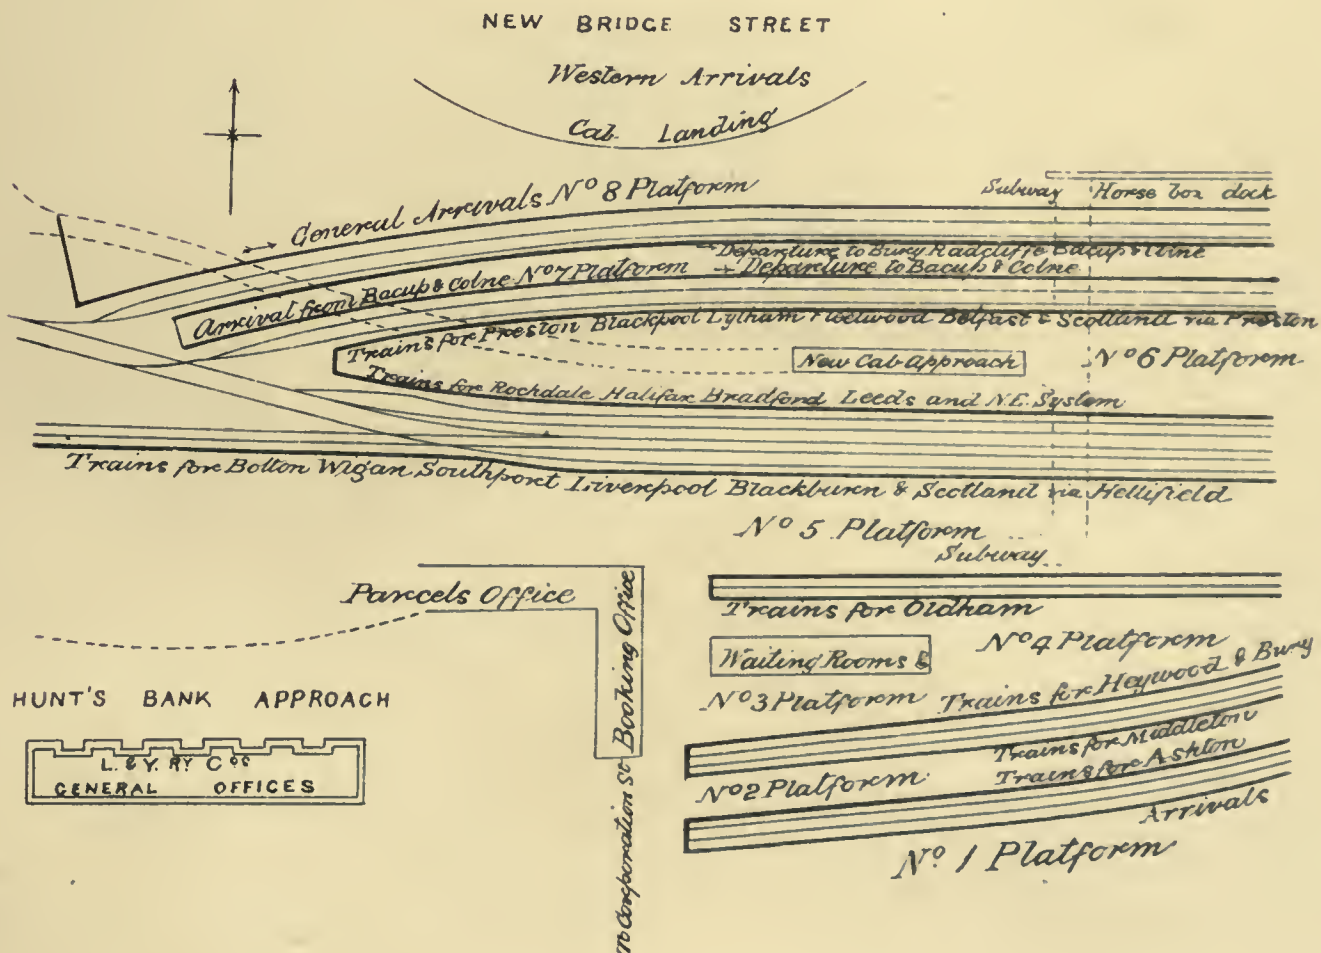 NEW BRIDGE STREET
Western Arrivals
Cab Landing
General Arrivals No 8 Platform
Subway
Horse box dock
Departure to Bury Radcliffe Bacup & Colne
Arrival from Bacup & Colne No 7 Platform
Departure to Bacup & Colne
Trains for Preston Blackpool Lytham Fleetwood Belfast & Scotland via Preston
New Cab Approach
No 6 Platform
Trains for Rochdale Halifax Bradford Leeds and N.E. System
Trains for Bolton Wigan Southport Liverpool Blackburn & Scotland via Hellifield
No 5 Platform
Subway
Parcels Office
Booking Office
Trains for Oldham
No 4 Platform
Waiting Rooms &
No 3 Platform
Trains for Heywood & Bury
HUNT'S BANK APPROACH
L. & Y. RY Cos
GENERAL OFFICES
Trains for Middleton
No 2 Platform
Trains for Ashton
Arrivals
No 1 Platform
Corporation St